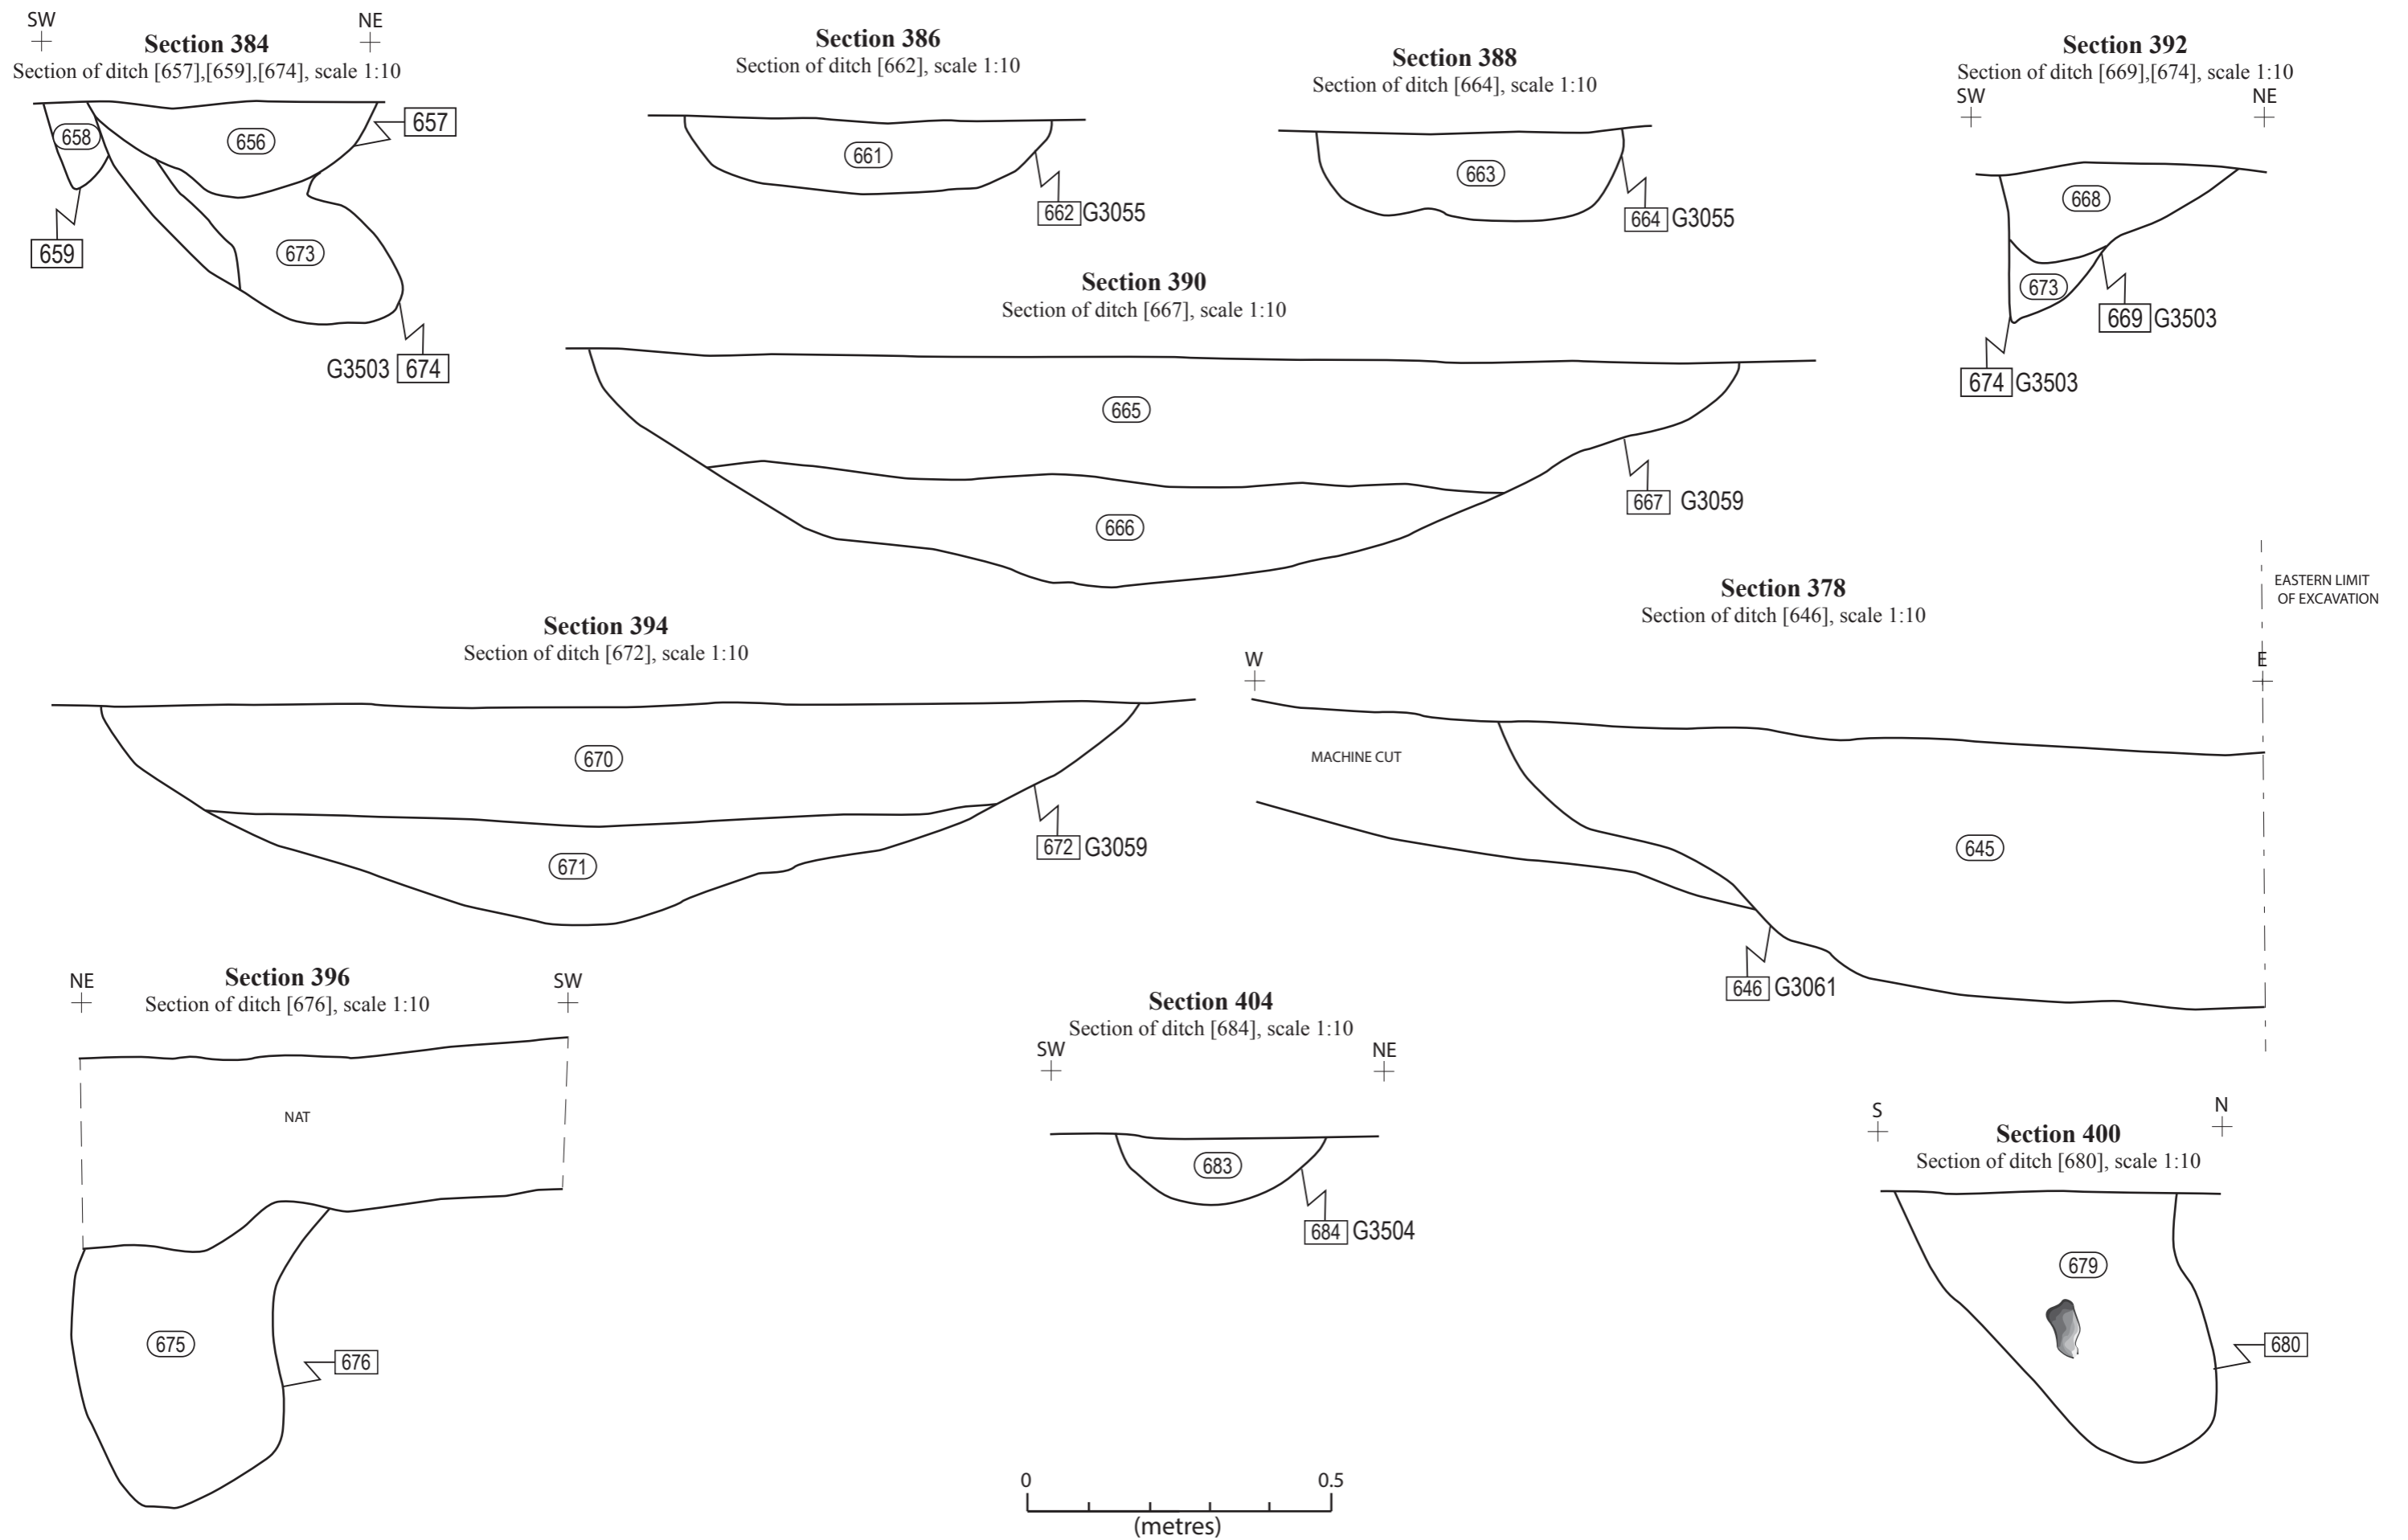 SW
NE
Section 384
Section of ditch [657],[659],[674], scale 1:10
658
656
657
659
673
G3503 674
Section 386
Section of ditch [662], scale 1:10
661
662 G3055
Section 388
Section of ditch [664], scale 1:10
663
664 G3055
Section 392
Section of ditch [669],[674], scale 1:10
SW
NE
668
673
669 G3503
674 G3503
Section 390
Section of ditch [667], scale 1:10
665
666
667 G3059
Section 394
Section of ditch [672], scale 1:10
670
671
672 G3059
Section 378
Section of ditch [646], scale 1:10
EASTERN LIMIT
OF EXCAVATION
W
E
MACHINE CUT
645
646 G3061
NE
SW
Section 396
Section of ditch [676], scale 1:10
NAT
675
676
Section 404
Section of ditch [684], scale 1:10
SW
NE
683
684 G3504
S
N
Section 400
Section of ditch [680], scale 1:10
679
680
0
0.5
(metres)